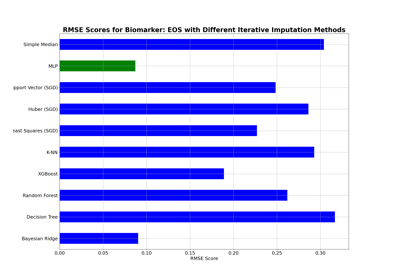 RMSE Scores for Biomarker: EOS with Different Iterative Imputation Methods
Simple Median
MLP
pport Vector (SGD)
Huber (SGD)
east Squares (SGD)
K-NN
XGBoost
Random Forest
Decision Tree
Bayesian Ridge
0.00 0.05 0.10 0.15 0.20 0.25 0.30
RMSE Score